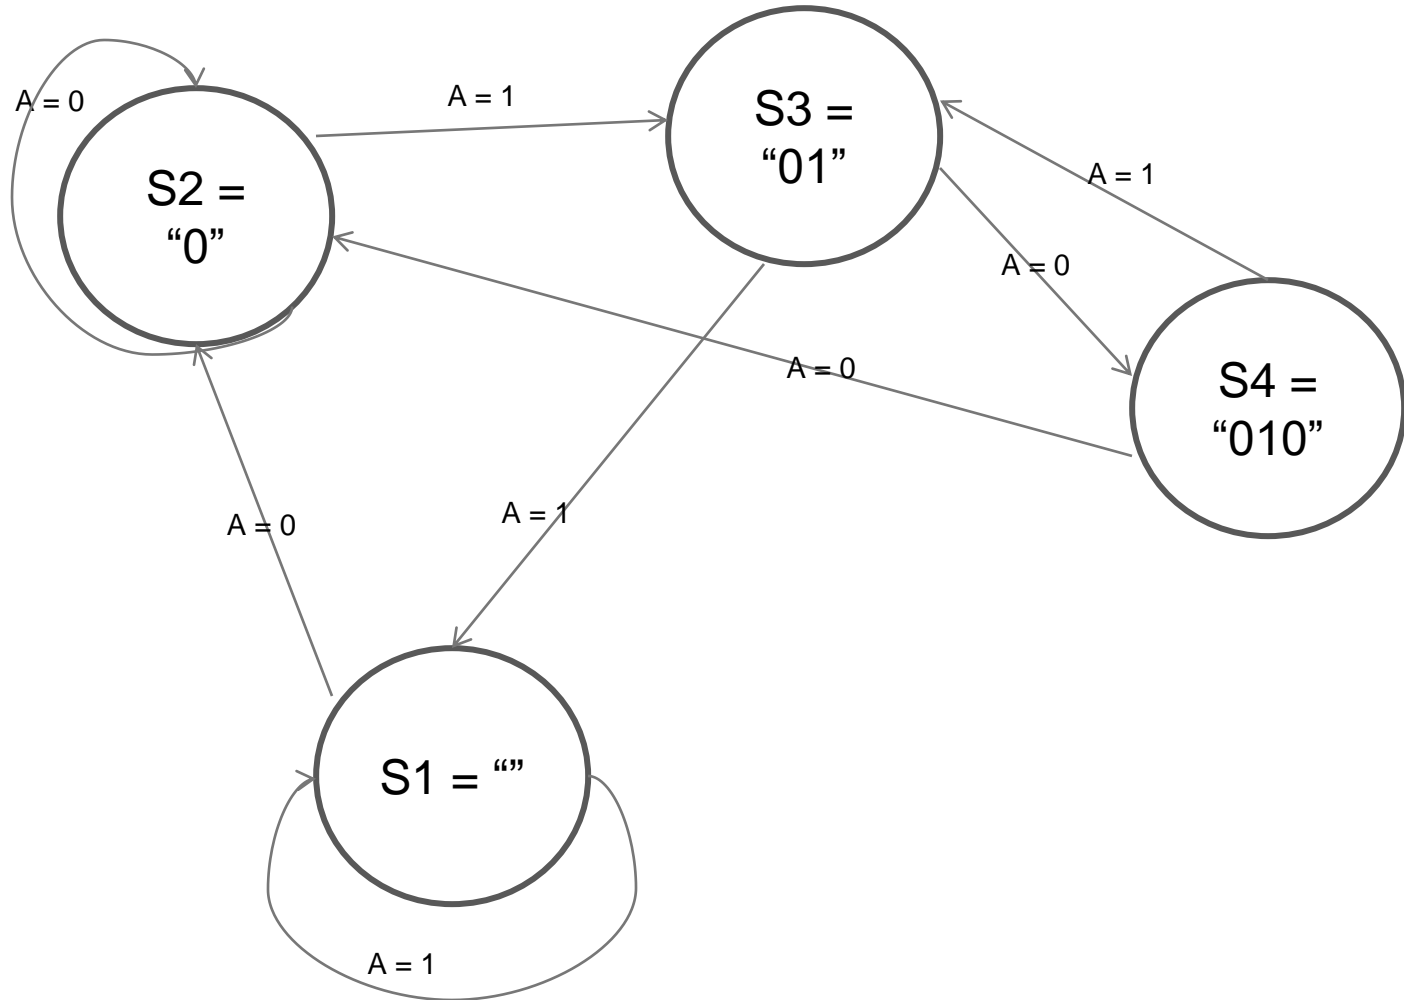 A = 0
A = 1
S3 =
“01”
S2 =
“0”
A = 1
A = 0
A = 0
S4 =
“010”
A = 0
A = 1
S1 = “”
A = 1